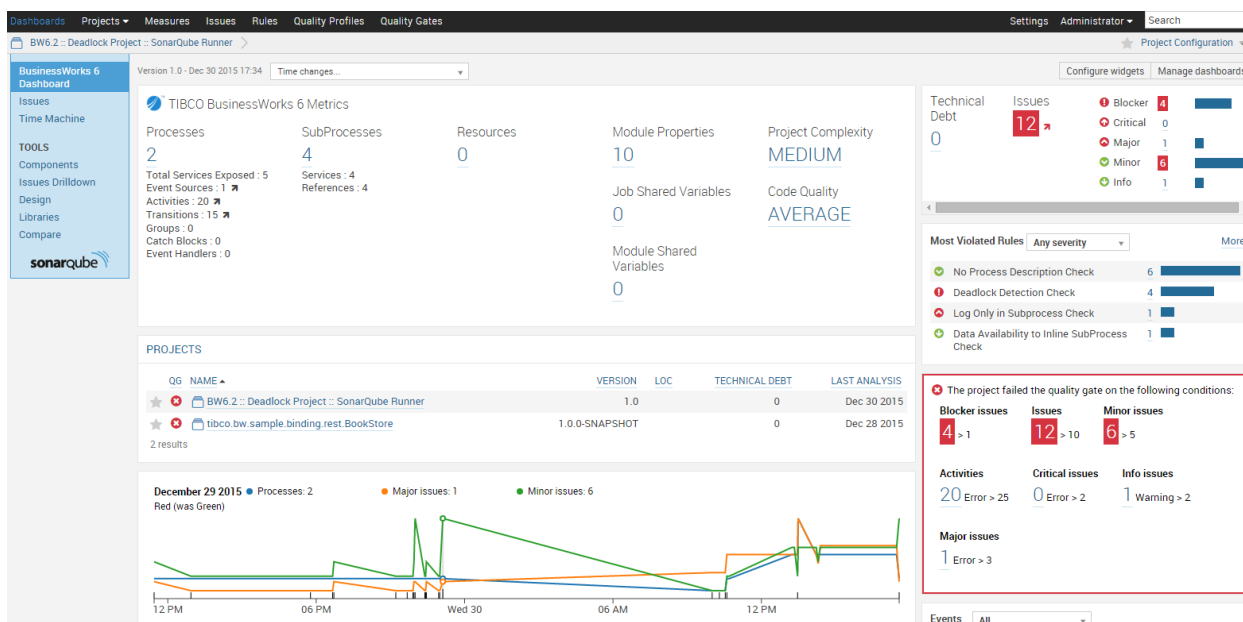 Dashboards Projects Measures Issues Rules Quality Profiles Quality Gates Settings Administrator Search
BW6.2 :: Deadlock Project :: SonarQube Runner Project Configuration
BusinessWorks 6
Dashboard
Issues
Time Machine
TOOLS
Components
Issues Drilldown
Design
Libraries
Compare
sonarqube
Version 1.0 - Dec 30 2015 17:34 Time changes... Configure widgets Manage dashboards
TIBCO BusinessWorks 6 Metrics
Processes
2
Total Services Exposed : 5
Event Sources : 1
Activities : 20
Transitions : 15
Groups : 0
Catch Blocks : 0
Event Handlers : 0
SubProcesses
4
Services : 4
References : 4
Resources
0
Module Properties
10
Job Shared Variables
0
Module Shared
Variables
0
Project Complexity
MEDIUM
Code Quality
AVERAGE
PROJECTS
QG NAME VERSION LOC TECHNICAL DEBT LAST ANALYSIS
BW6.2 :: Deadlock Project :: SonarQube Runner 1.0 0 Dec 30 2015
tibco.bw.sample.binding.rest.BookStore 1.0.0-SNAPSHOT 0 Dec 28 2015
2 results
December 29 2015 Processes: 2 Major issues: 1 Minor issues: 6
Red (was Green)
12 PM 06 PM Wed 30 06 AM 12 PM
Technical
Debt
0
Issues
12
Blocker 4
Critical 0
Major 1
Minor 6
Info 1
Most Violated Rules Any severity More
No Process Description Check 6
Deadlock Detection Check 4
Log Only in Subprocess Check 1
Data Availability to Inline SubProcess 1
Check
The project failed the quality gate on the following conditions:
Blocker issues Issues Minor issues
4 > 1 12 > 10 6 > 5
Activities Critical issues Info issues
20 Error > 25 0 Error > 2 1 Warning > 2
Major issues
1 Error > 3
Events All